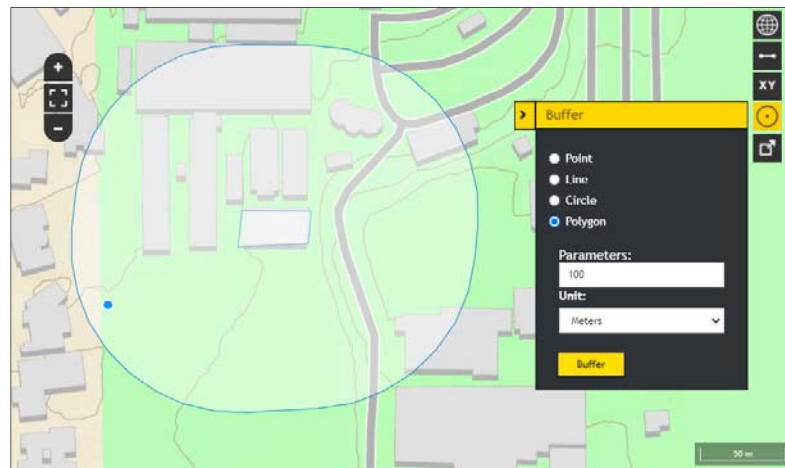 XY
Buffer
Point
Line
Circle
Polygon
Parameters:
100
Unit:
Meters
Buffer
50 m